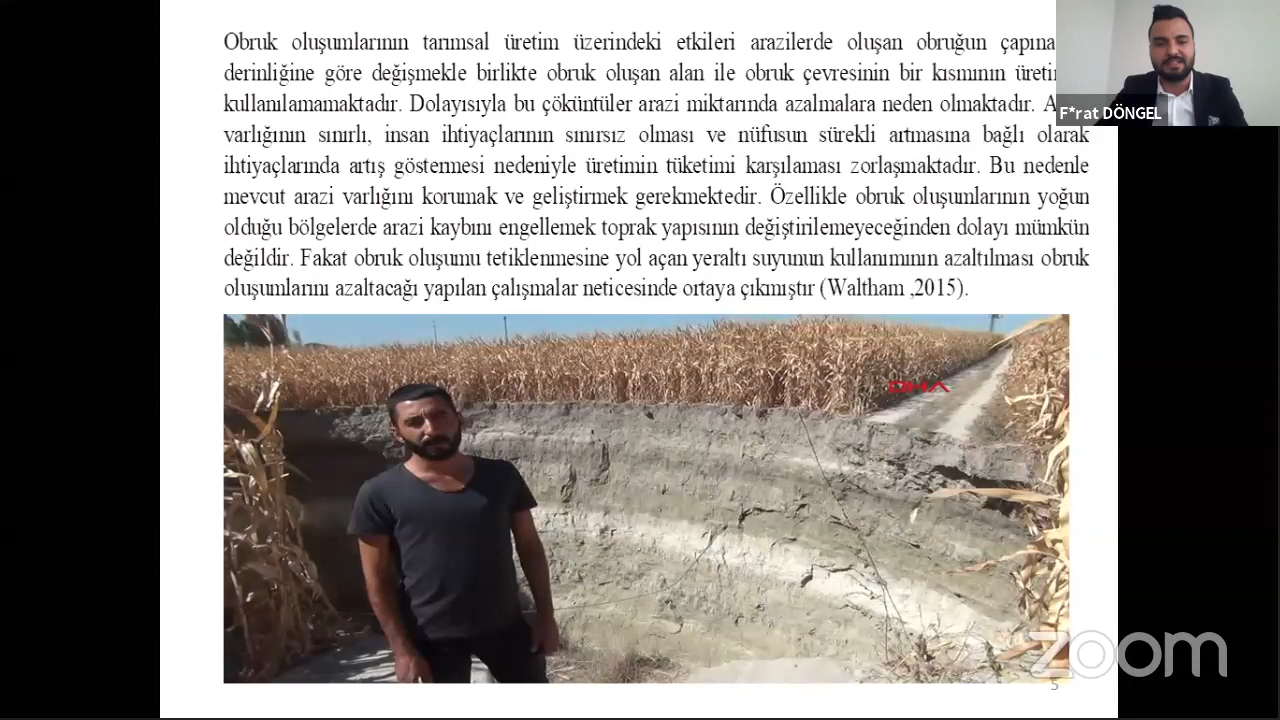 Obruk oluşumlarının tarımsal üretim üzerindeki etkileri arazilerde oluşan obruğun çapına
derinliğine göre değişmekle birlikte obruk oluşan alan ile obruk çevresinin bir kısmının
kullanılamamaktadır. Dolayısıyla bu çöküntüler arazi miktarında azalmalara neden olmaktadır.
varlığının sınırlı, insan ihtiyaçlarının sınırsız olması ve nüfusun sürekli artmasına bağlı olarak
ihtiyaçlarında artış göstermesi nedeniyle üretimin tüketimi karşılaması zorlaşmaktadır. Bu nedenle
mevcut arazi varlığını korumak ve geliştirmek gerekmektedir. Özellikle obruk oluşumlarının yoğun
olduğu bölgelerde arazi kaybını engellemek toprak yapısının değiştirilemeyeceğinden dolayı mümkün
değildir. Fakat obruk oluşumu tetiklenmesine yol açan yeraltı suyunun kullanımının azaltılması obruk
oluşumlarını azaltacağı yapılan çalışmalar neticesinde ortaya çıkmıştır (Waltham ,2015).
F*rat DÖNGEL
DHA
zoom
5